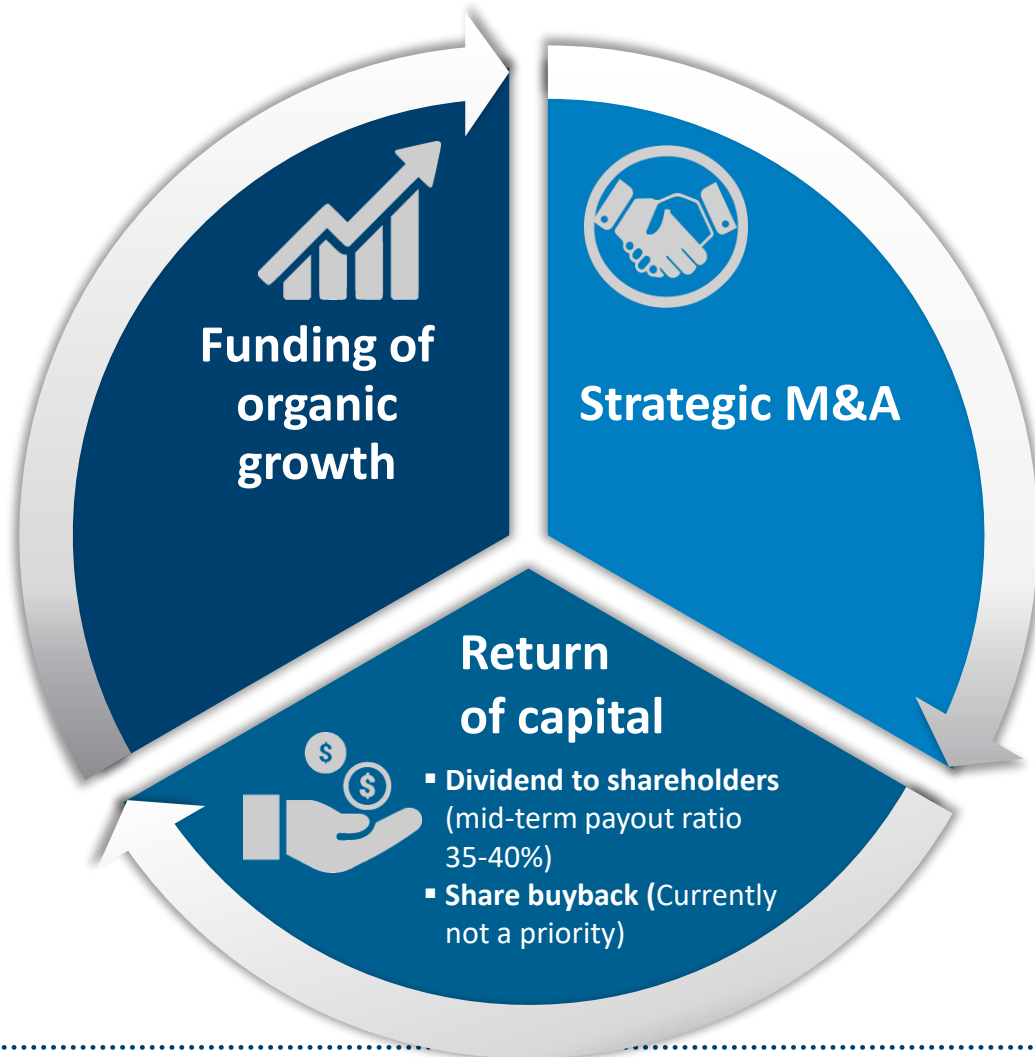 Funding of
organic
growth
Strategic M&A
Return
of capital
$
$
▪ Dividend to shareholders
(mid-term payout ratio
35-40%)
▪ Share buyback (Currently
not a priority)